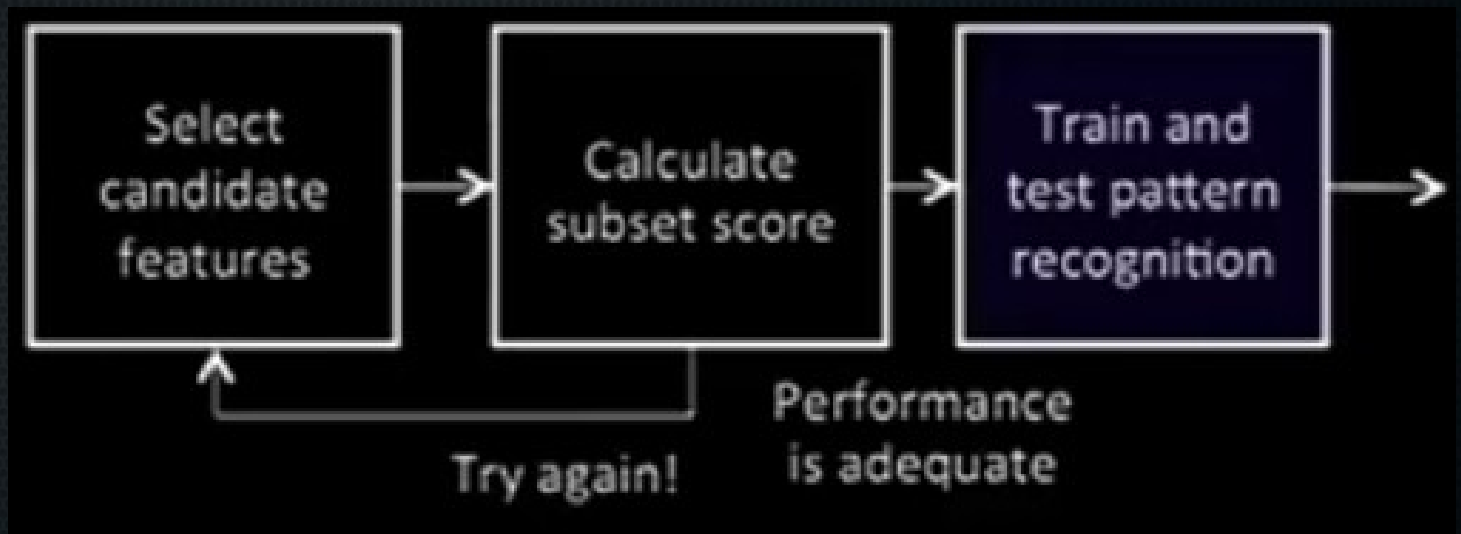 Select
candidate
features
Calculate
subset score
Train and
test pattern
recognition
Performance
is adequate
Try again!